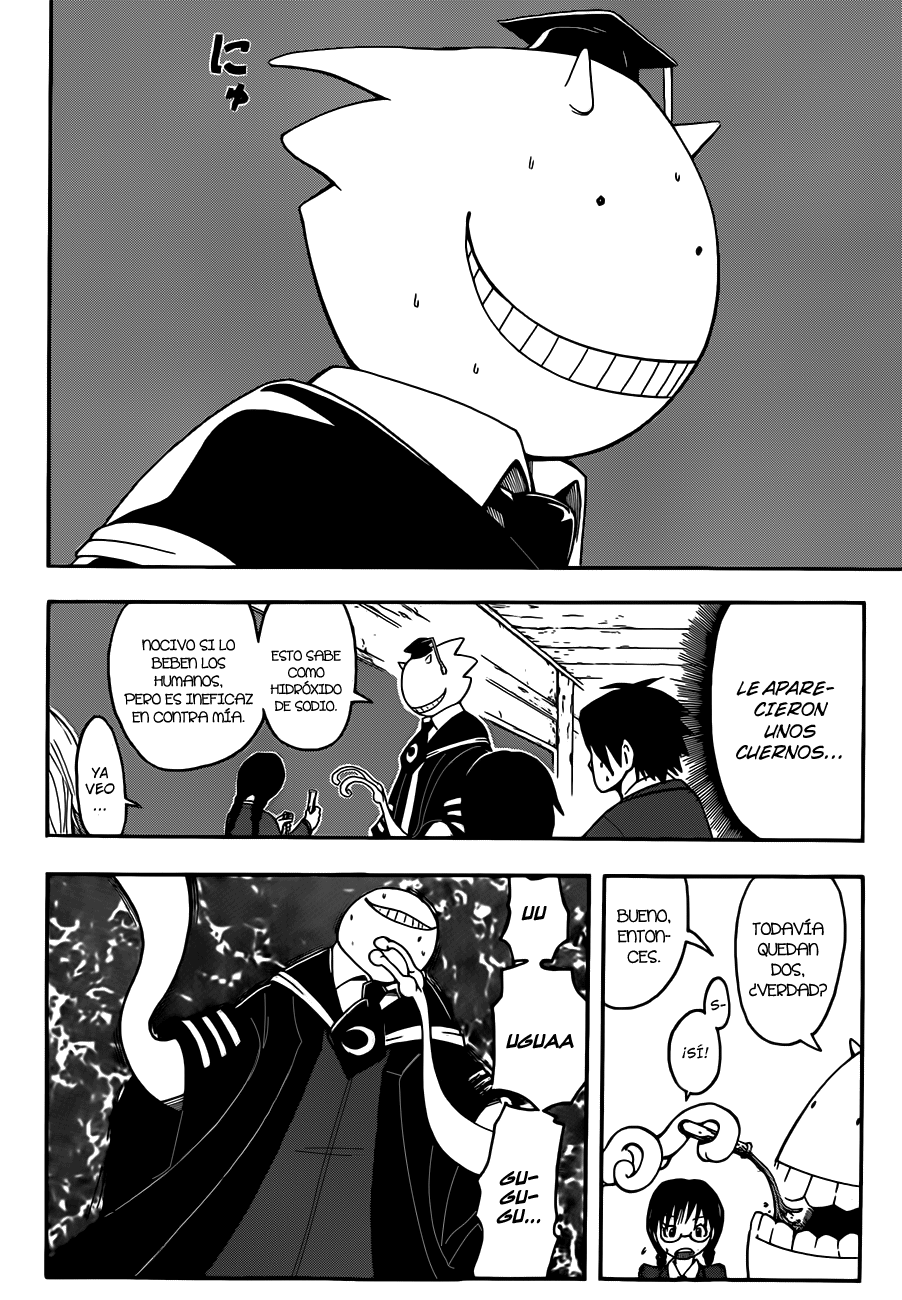 にゅ
LE APARE-
CIERON
UNOS
CUERNOS...
ESTO SABE
COMO
HIDRÓXIDO
DE SODIO.
NOCIVO SI LO
BEBEN LOS
HUMANOS,
PERO ES INEFICAZ
EN CONTRA MÍA.
YA
VEO
...
TODAVÍA
QUEDAN
DOS,
¿VERDAD?
S-
¡SÍ!
BUENO,
ENTON-
CES.
UU
UGUAA
GU-
GU-
GU...